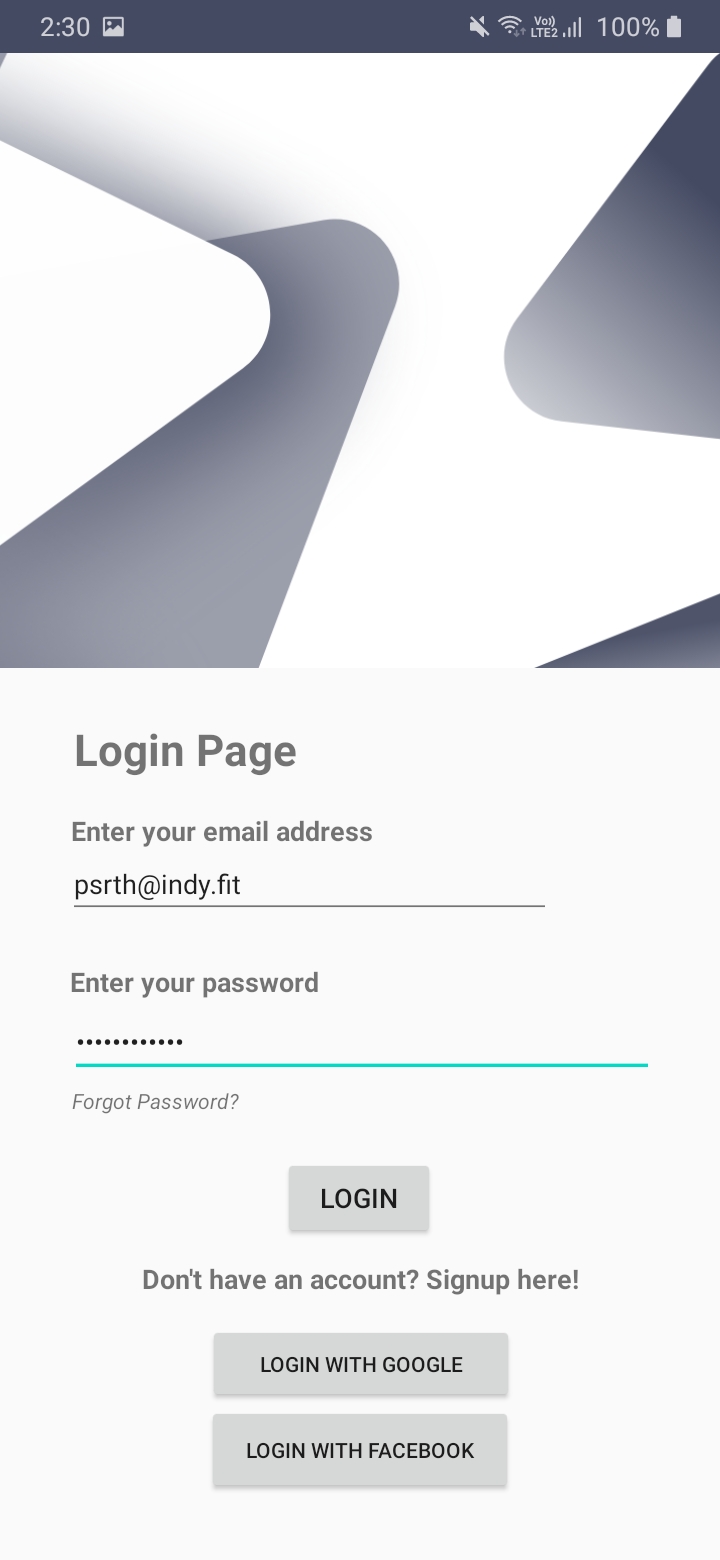 2:30 Vo)) LTE2 100%
Login Page
Enter your email address
psrth@indy.fit
Enter your password
••••••••••••
Forgot Password?
LOGIN
Don't have an account? Signup here!
LOGIN WITH GOOGLE
LOGIN WITH FACEBOOK